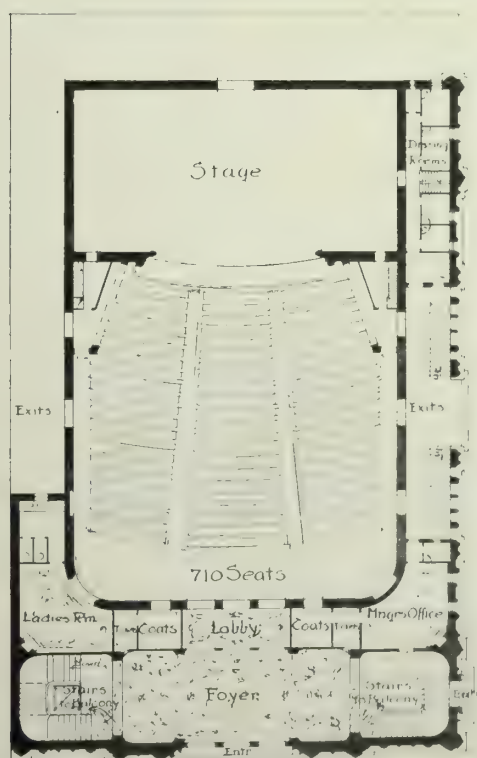 Stage
Dressing
Rooms
Exits
Exits
710 Seats
Ladies Rm
Coats
Lobby
Coats
Mngrs Office
Stairs
to Balcony
Foyer
Stairs
to Balcony
Entr